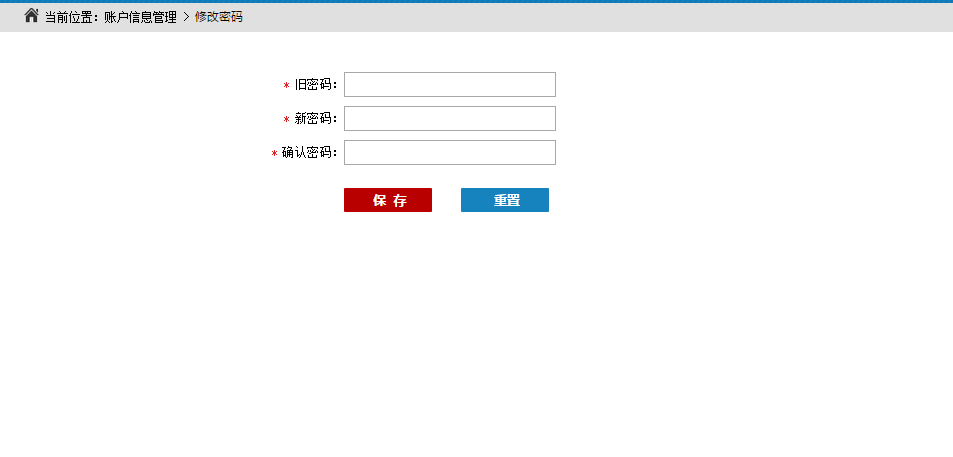 当前位置：账户信息管理 > 修改密码
* 旧密码：
* 新密码：
* 确认密码：
保 存 重置